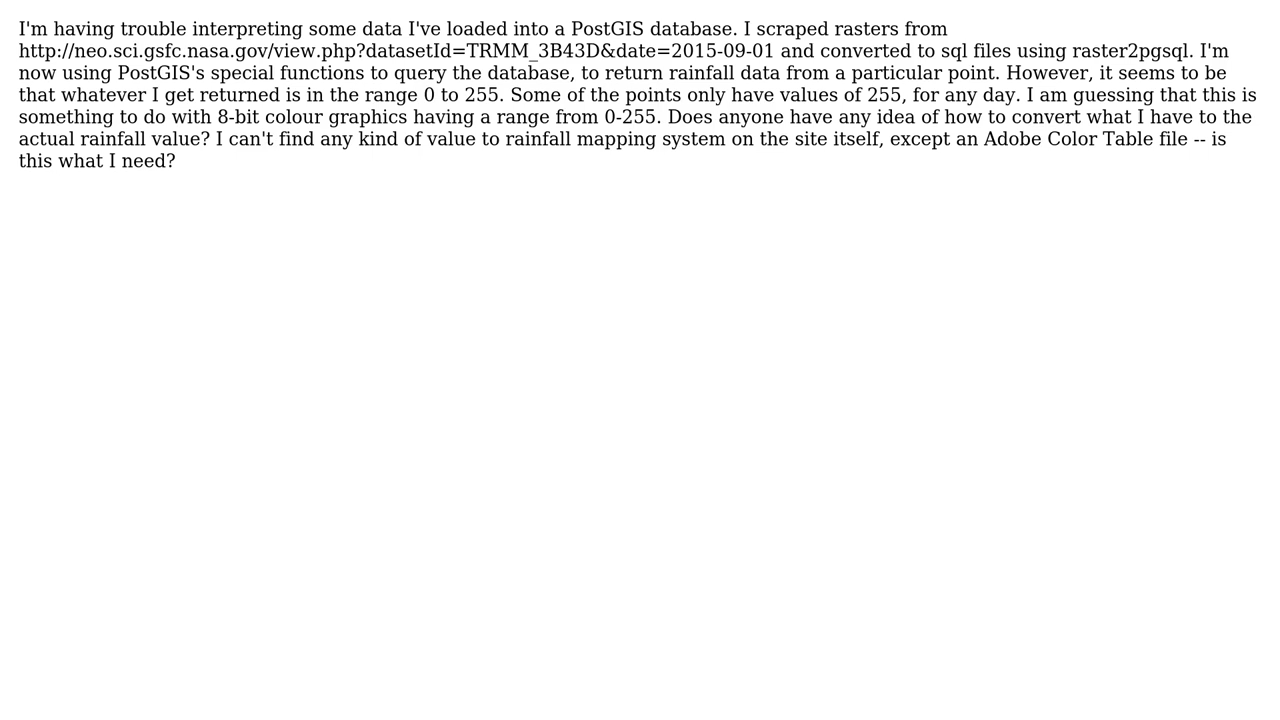 I'm having trouble interpreting some data I've loaded into a PostGIS database. I scraped rasters from
http://neo.sci.gsfc.nasa.gov/view.php?datasetId=TRMM_3B43D&date=2015-09-01 and converted to sql files using raster2pgsql. I'm
now using PostGIS's special functions to query the database, to return rainfall data from a particular point. However, it seems to be
that whatever I get returned is in the range 0 to 255. Some of the points only have values of 255, for any day. I am guessing that this is
something to do with 8-bit colour graphics having a range from 0-255. Does anyone have any idea of how to convert what I have to the
actual rainfall value? I can't find any kind of value to rainfall mapping system on the site itself, except an Adobe Color Table file -- is
this what I need?